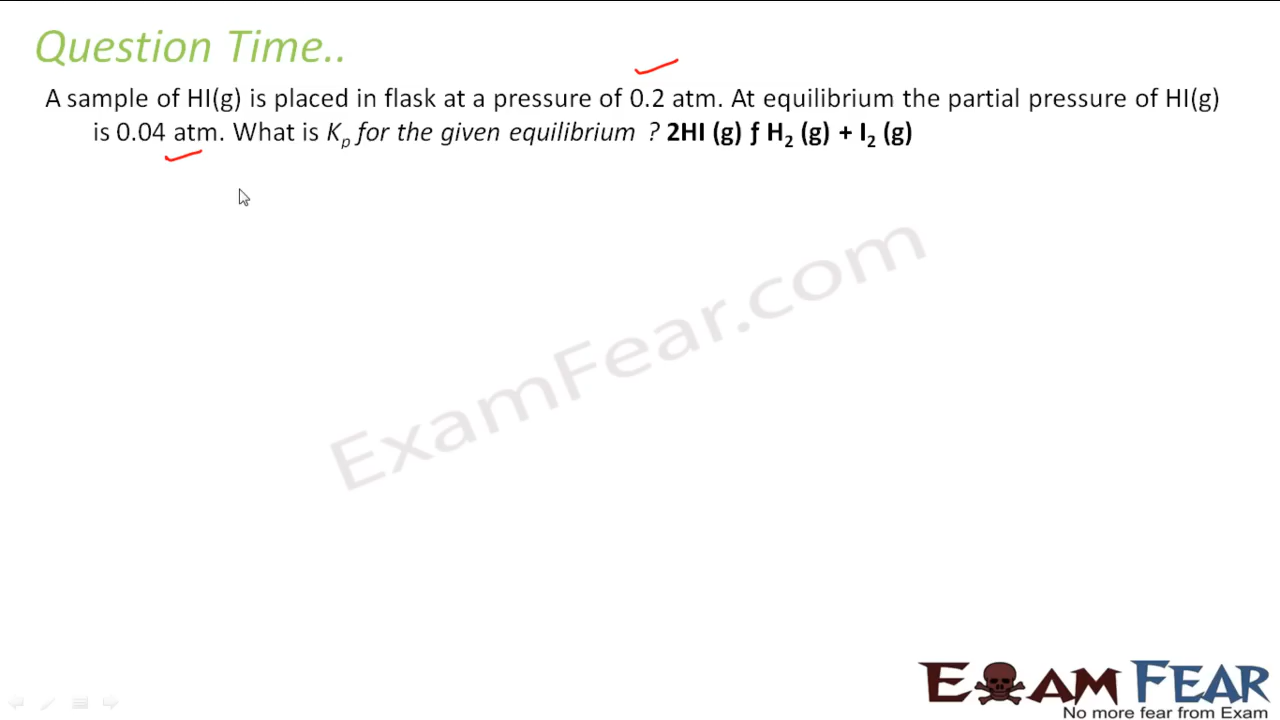 Question Time..
A sample of HI(g) is placed in flask at a pressure of 0.2 atm. At equilibrium the partial pressure of HI(g)
is 0.04 atm. What is Kₚ for the given equilibrium ? 2HI (g) ƒ H₂ (g) + I₂ (g)
ExamFear.com
EXAM FEAR
No more fear from Exam